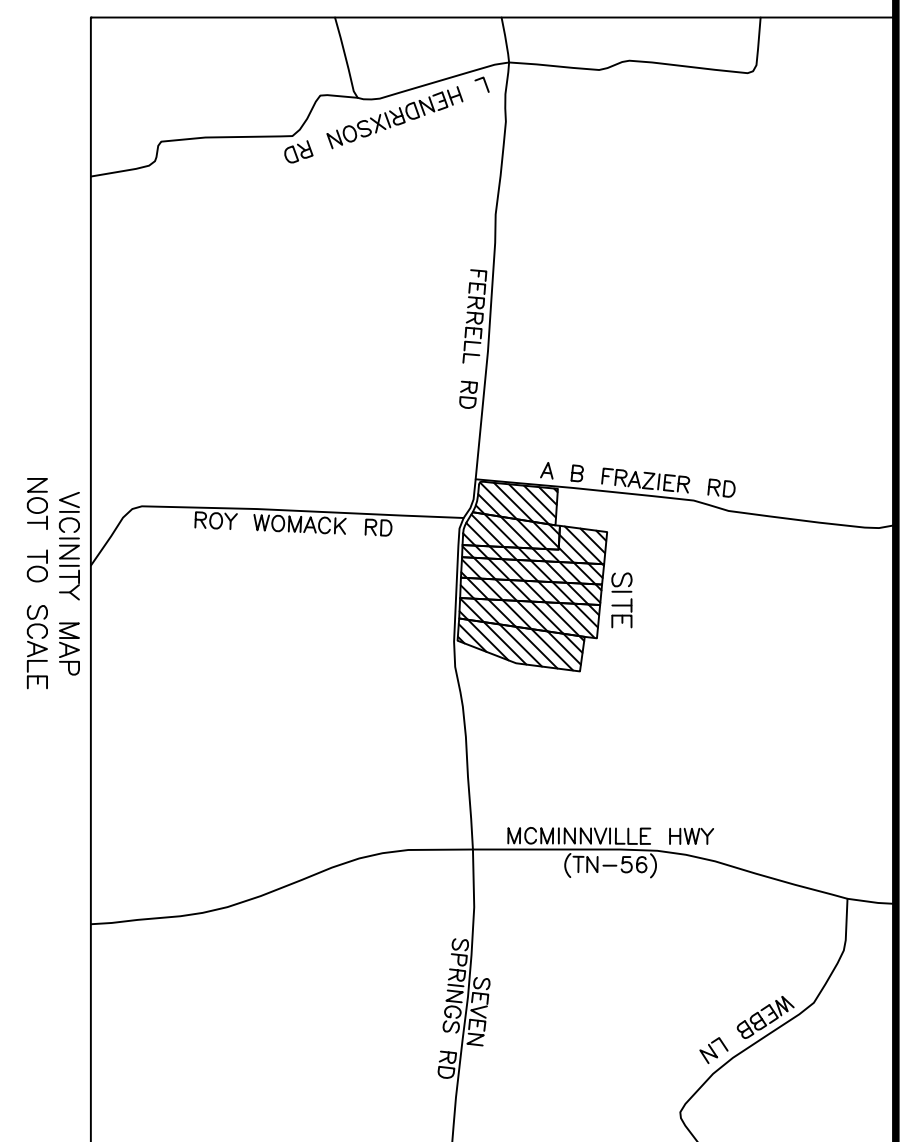 L HENDRIXSON RD
FERRELL RD
A B FRAZIER RD
ROY WOMACK RD
SITE
MCMINNVILLE HWY
(TN-56)
SEVEN
SPRINGS RD
WEBB LN
VICINITY MAP
NOT TO SCALE